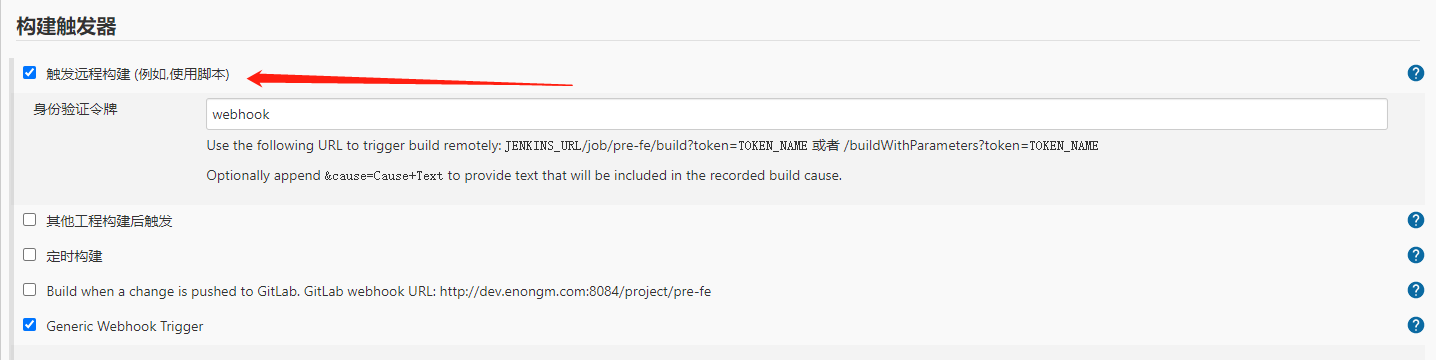 构建触发器
触发远程构建 (例如,使用脚本)
身份验证令牌
webhook
Use the following URL to trigger build remotely: JENKINS_URL/job/pre-fe/build?token=TOKEN_NAME 或者 /buildWithParameters?token=TOKEN_NAME
Optionally append &cause=Cause+Text to provide text that will be included in the recorded build cause.
其他工程构建后触发
定时构建
Build when a change is pushed to GitLab. GitLab webhook URL: http://dev.enongm.com:8084/project/pre-fe
Generic Webhook Trigger